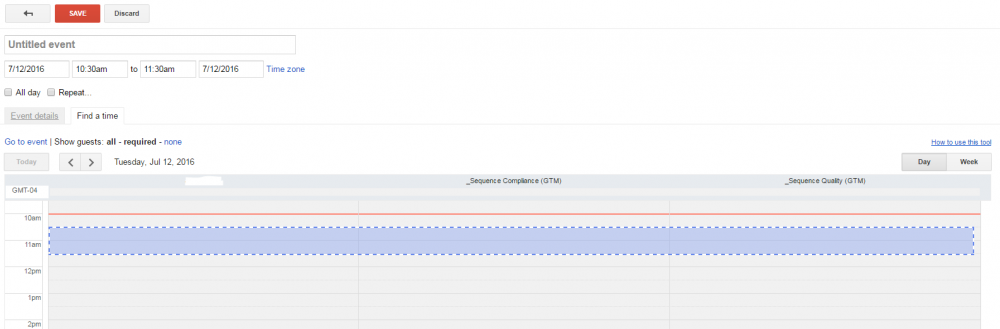 SAVE Discard
Untitled event
7/12/2016 10:30am to 11:30am 7/12/2016 Time zone
All day Repeat...
Event details Find a time
Go to event | Show guests: all - required - none How to use this tool
Today Tuesday, Jul 12, 2016 Day Week
_Sequence Compliance (GTM) _Sequence Quality (GTM)
GMT-04
10am
11am
12pm
1pm
2pm